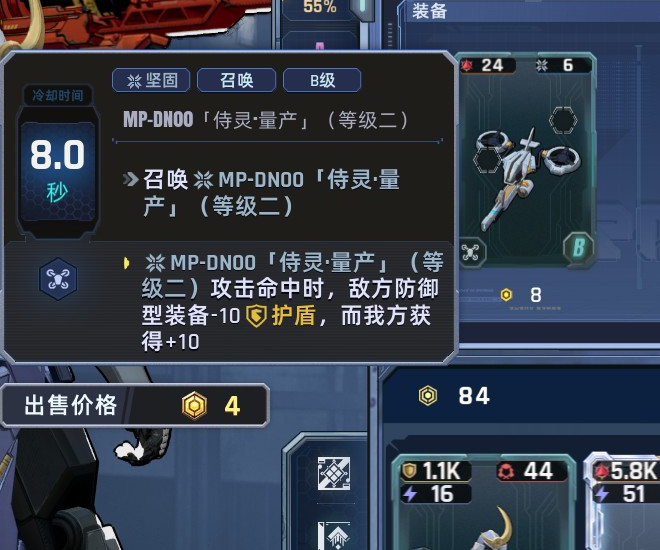 55%
装备
24
6
坚固
召唤
B级
冷却时间
8.0
秒
MP-DN00「侍灵·量产」（等级二）
召唤 MP-DN00「侍灵·量
产」（等级二）
MP-DN00「侍灵·量产」（等
级二）攻击命中时，敌方防御
型装备-10 护盾，而我方获
得+10
B
8
出售价格
4
84
1.1K
44
16
5.8K
51